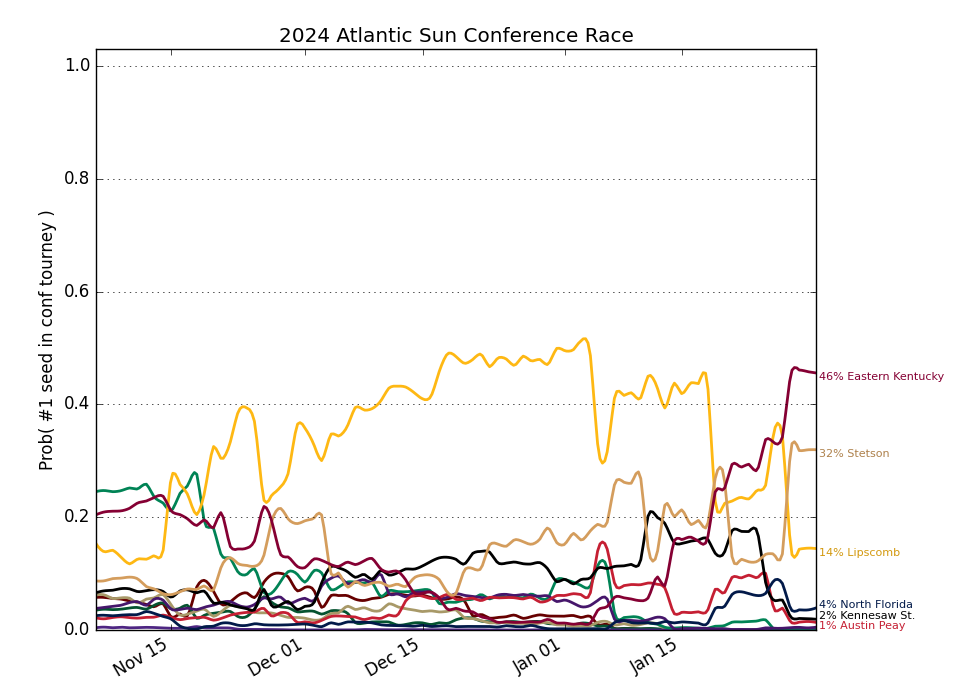 2024 Atlantic Sun Conference Race
Prob( #1 seed in conf tourney )
1.0
0.8
0.6
0.4
0.2
0.0
Nov 15
Dec 01
Dec 15
Jan 01
Jan 15
46% Eastern Kentucky
32% Stetson
14% Lipscomb
4% North Florida
2% Kennesaw St.
1% Austin Peay